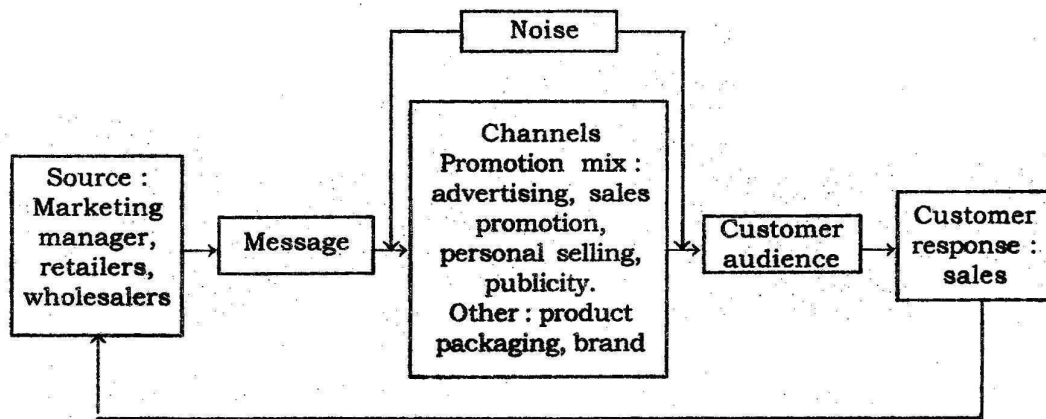 Noise
Source :
Marketing
manager,
retailers,
wholesalers
Message
Channels
Promotion mix :
advertising, sales
promotion,
personal selling,
publicity.
Other : product
packaging, brand
Customer
audience
Customer
response :
sales